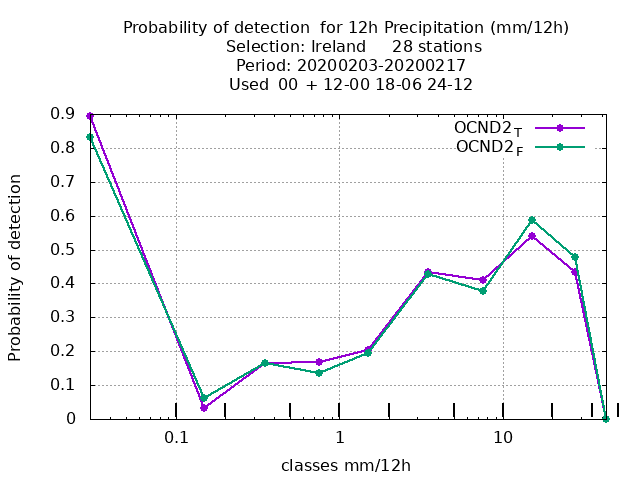 Probability of detection  for 12h Precipitation (mm/12h)
Selection: Ireland     28 stations
Period: 20200203-20200217
Used  00  + 12-00 18-06 24-12
OCND2T
OCND2F
0.9
0.8
0.7
0.6
0.5
0.4
0.3
0.2
0.1
0
Probability of detection
0.1
1
10
classes mm/12h